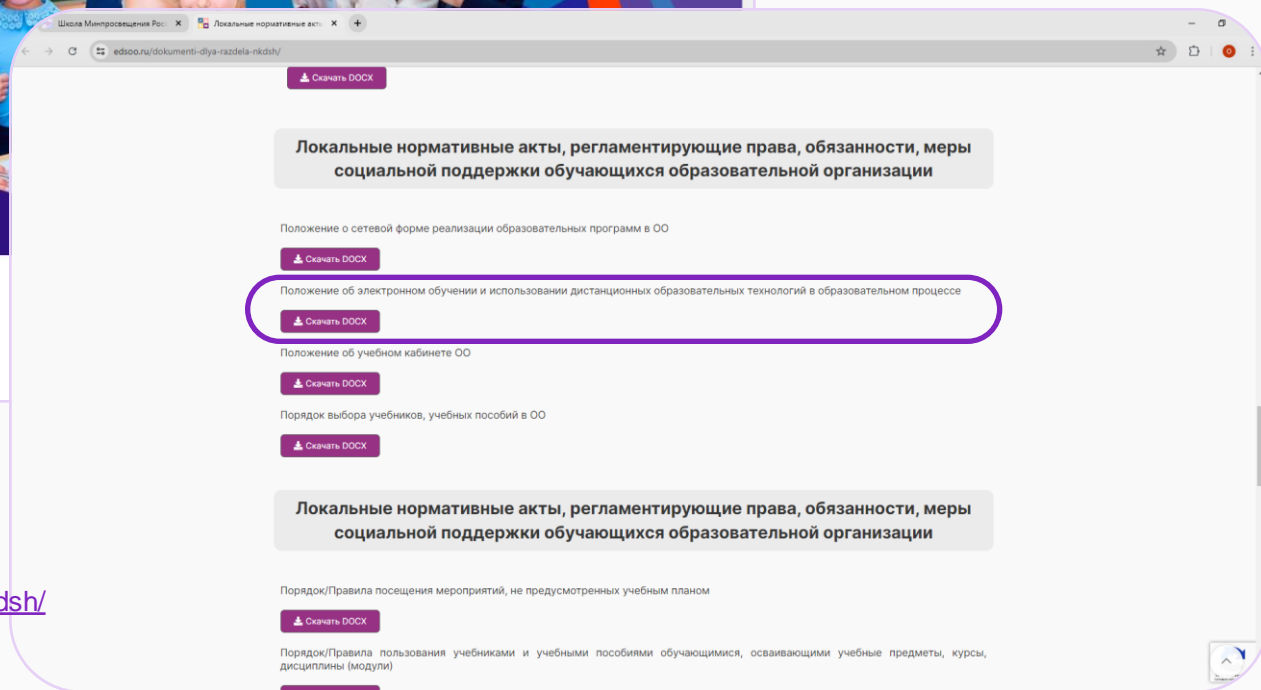 Школа Минпросвещения Рос
Локальные нормативные акт
edsoo.ru/dokumenti-dlya-razdela-nkdsh/
Скачать DOCX
Локальные нормативные акты, регламентирующие права, обязанности, меры
социальной поддержки обучающихся образовательной организации
Положение о сетевой форме реализации образовательных программ в ОО
Скачать DOCX
Положение об электронном обучении и использовании дистанционных образовательных технологий в образовательном процессе
Скачать DOCX
Положение об учебном кабинете ОО
Скачать DOCX
Порядок выбора учебников, учебных пособий в ОО
Скачать DOCX
Локальные нормативные акты, регламентирующие права, обязанности, меры
социальной поддержки обучающихся образовательной организации
Порядок/Правила посещения мероприятий, не предусмотренных учебным планом
dsh/
Скачать DOCX
Порядок/Правила пользования учебниками и учебными пособиями обучающимися, осваивающими учебные предметы, курсы,
дисциплины (модули)